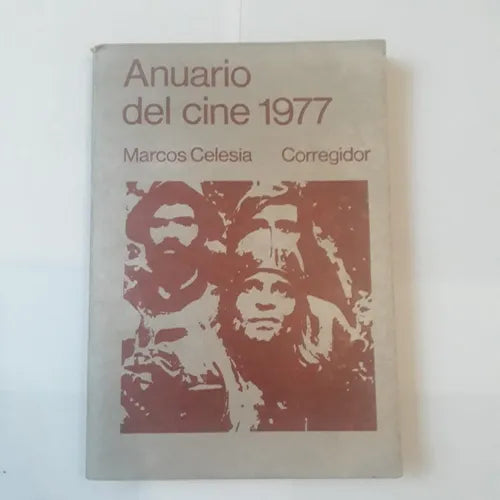 Anuario
del cine 1977
Marcos Celesia Corregidor